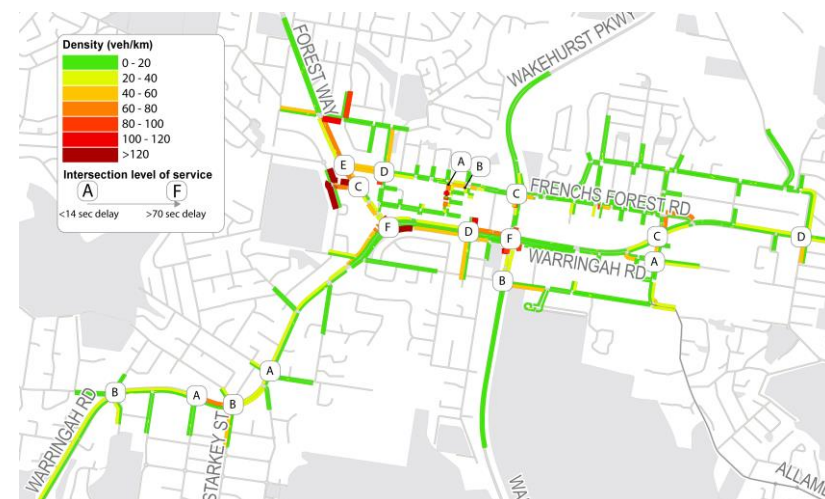 Density (veh/km)
0 - 20
20 - 40
40 - 60
60 - 80
80 - 100
100 - 120
>120
Intersection level of service
A F
<14 sec delay >70 sec delay
FOREST WAY
WAKEHURST PKWY
A
B
E
D
C
C
FRENCHS FOREST RD
F
D
F
C
D
WARRINGAH RD
A
B
A
B
A
B
WARRINGAH RD
STARKEY ST
WA
ALLAMB